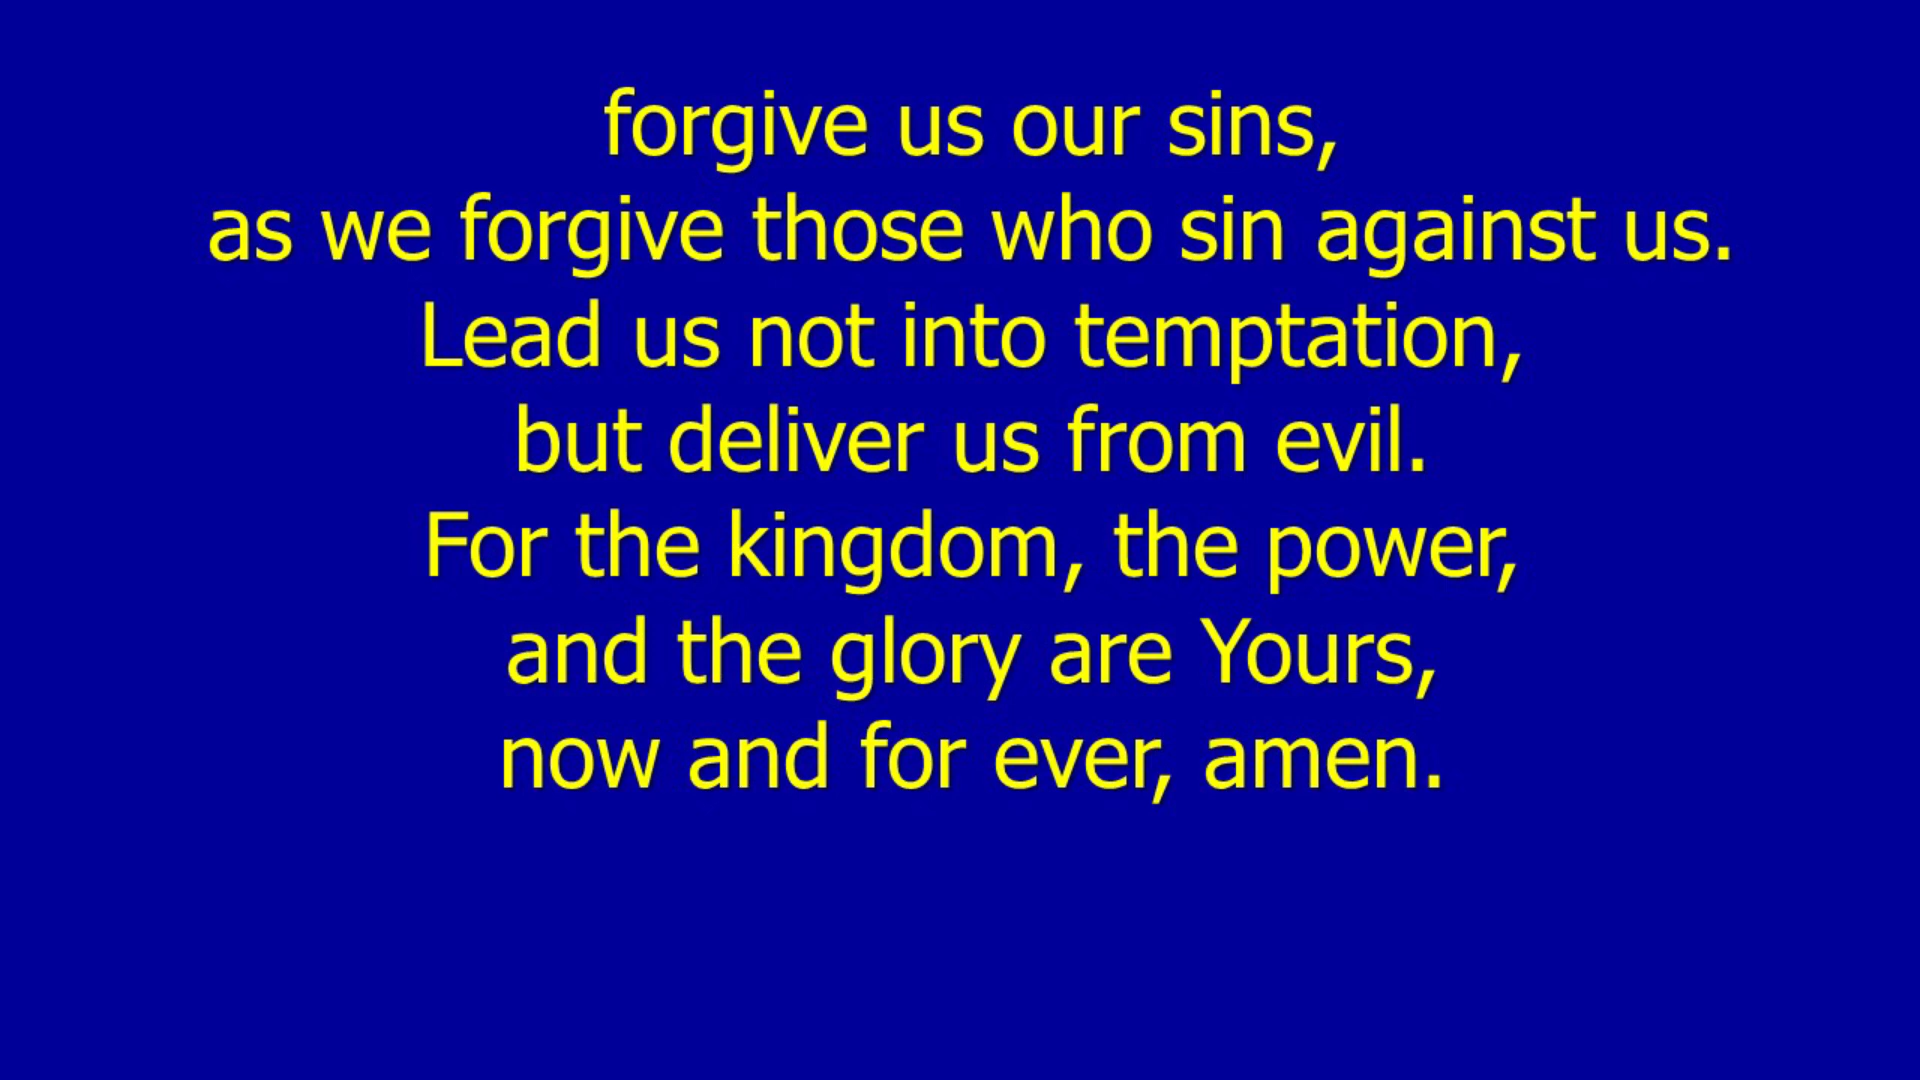 forgive us our sins,
as we forgive those who sin against us.
Lead us not into temptation,
but deliver us from evil.
For the kingdom, the power,
and the glory are Yours,
now and for ever, amen.